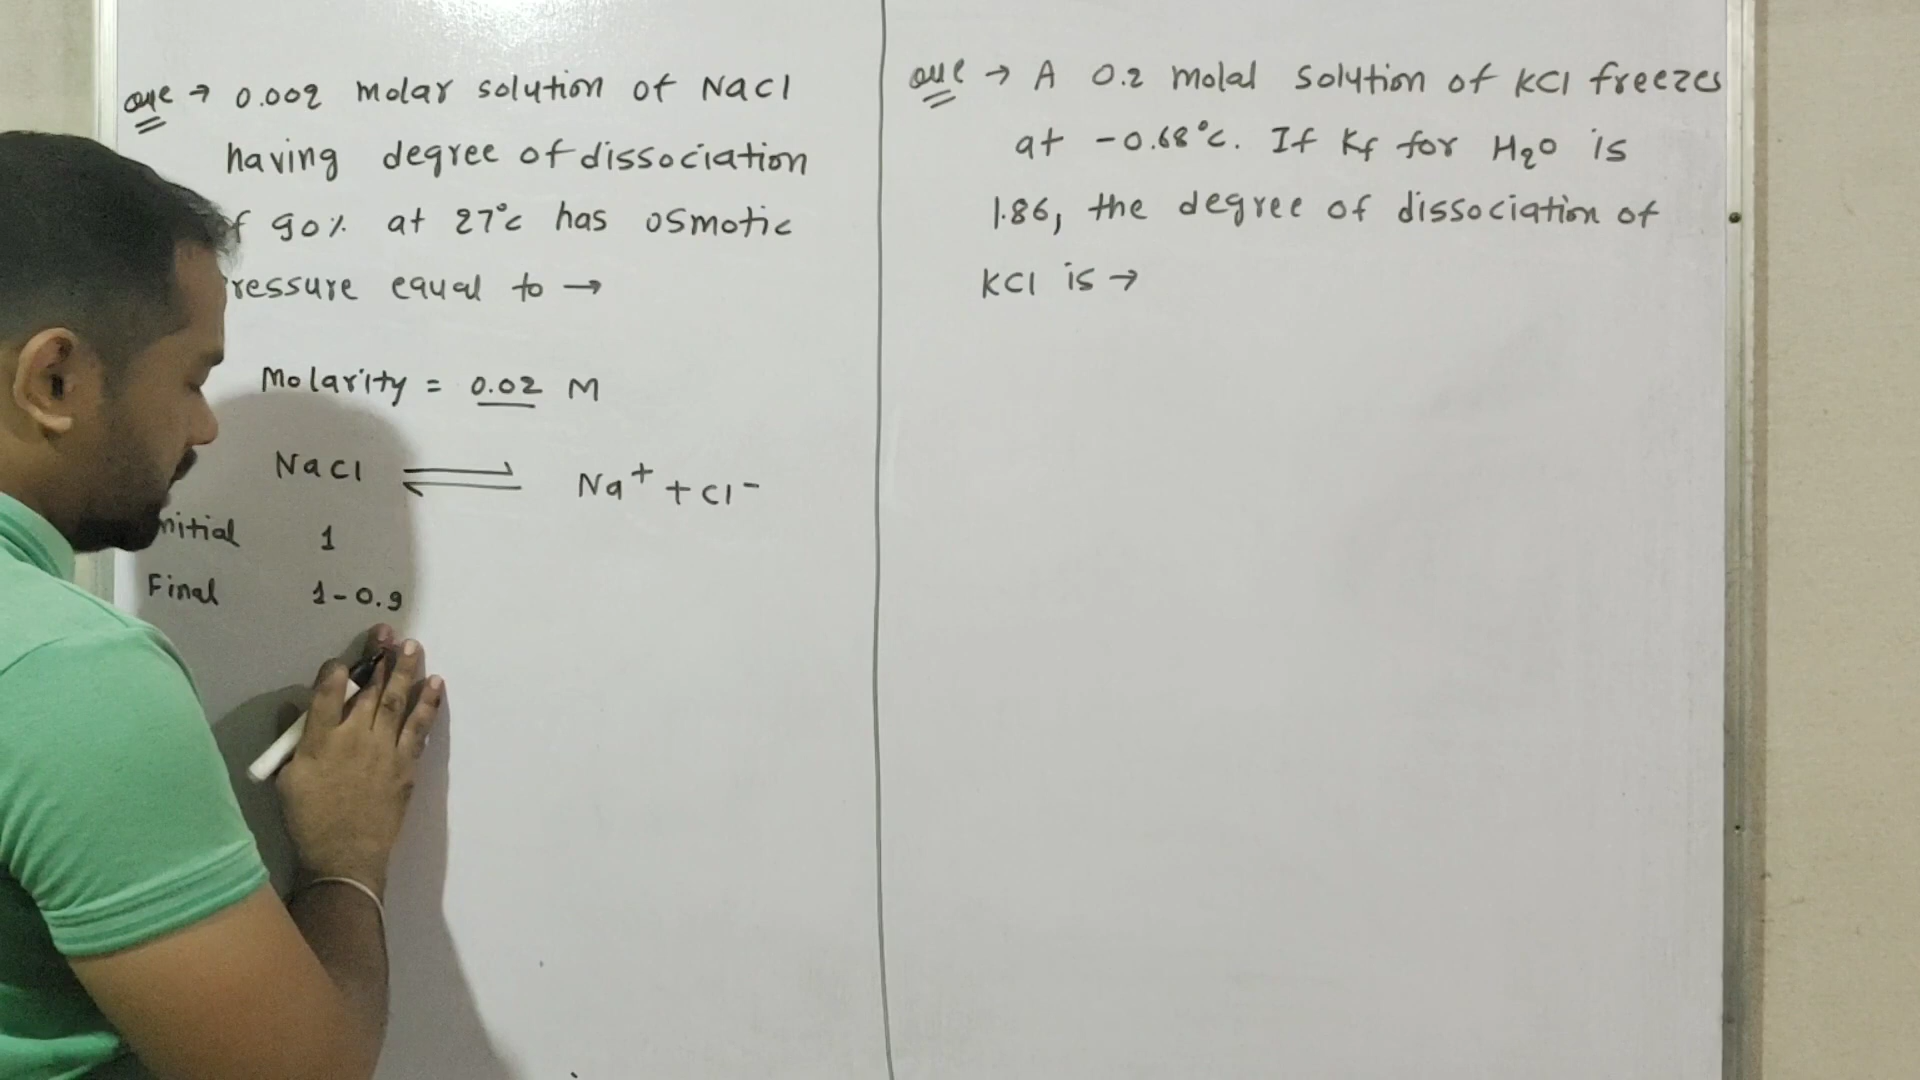 Que → 0.002 molar solution of NaCl
having degree of dissociation
of 90% at 27°c has osmotic
ressure equal to →
Molarity = 0.02 M
NaCl ⇌ Na⁺ + Cl⁻
nitial 1
Final 1-0.9
Que → A 0.2 molal solution of KCl freezes
at -0.68°c. If Kf for H₂O is
1.86, the degree of dissociation of
KCl is →